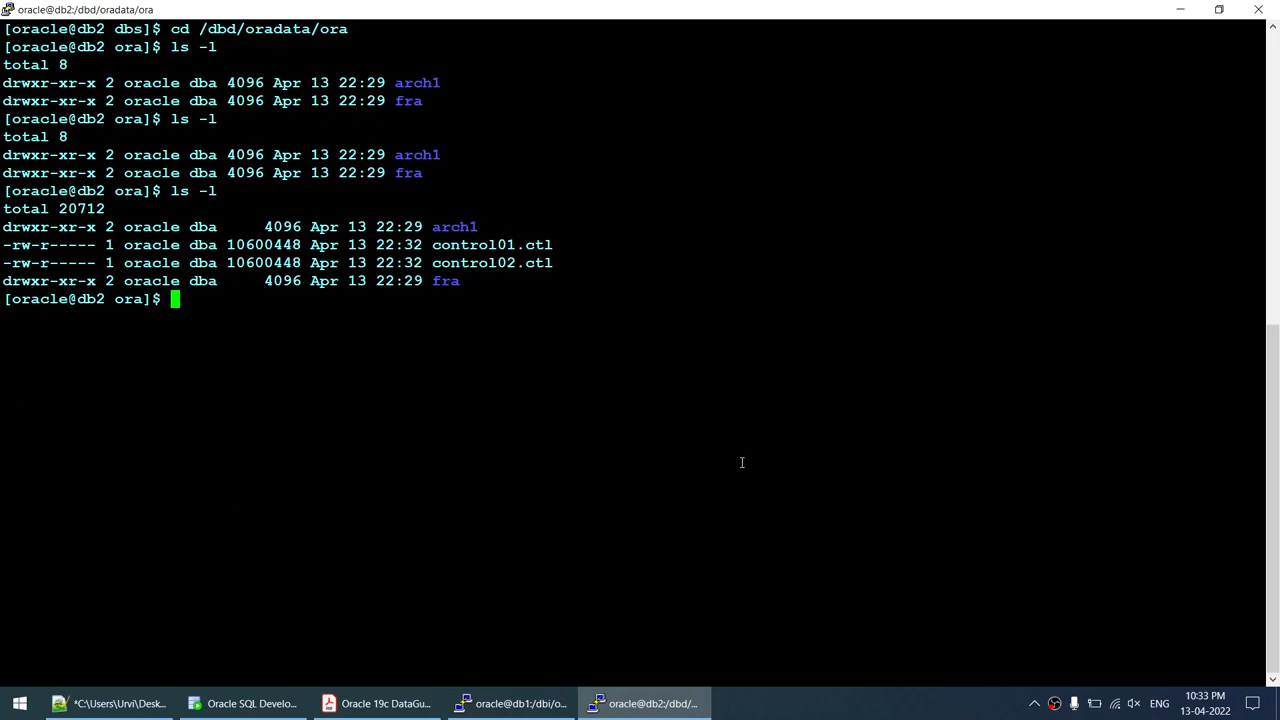 oracle@db2:/dbd/oradata/ora
[oracle@db2 dbs]$ cd /dbd/oradata/ora
[oracle@db2 ora]$ ls -l
total 8
drwxr-xr-x 2 oracle dba 4096 Apr 13 22:29 arch1
drwxr-xr-x 2 oracle dba 4096 Apr 13 22:29 fra
[oracle@db2 ora]$ ls -l
total 8
drwxr-xr-x 2 oracle dba 4096 Apr 13 22:29 arch1
drwxr-xr-x 2 oracle dba 4096 Apr 13 22:29 fra
[oracle@db2 ora]$ ls -l
total 20712
drwxr-xr-x 2 oracle dba     4096 Apr 13 22:29 arch1
-rw-r----- 1 oracle dba 10600448 Apr 13 22:32 control01.ctl
-rw-r----- 1 oracle dba 10600448 Apr 13 22:32 control02.ctl
drwxr-xr-x 2 oracle dba     4096 Apr 13 22:29 fra
[oracle@db2 ora]$
*C:\Users\Urvi\Desk... Oracle SQL Develo... Oracle 19c DataGu... oracle@db1:/dbi/o... oracle@db2:/dbd/... ENG 10:33 PM
13-04-2022